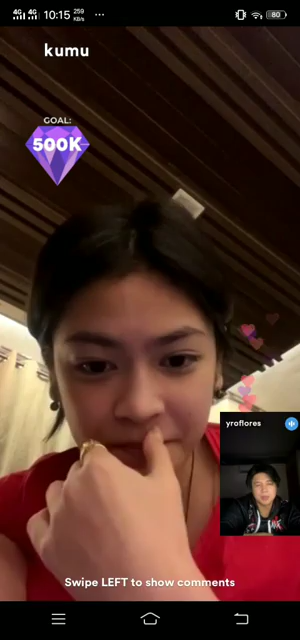 4G 4G 10:15 259 KB/s ... 80
kumu
GOAL:
500K
yroflores
Swipe LEFT to show comments